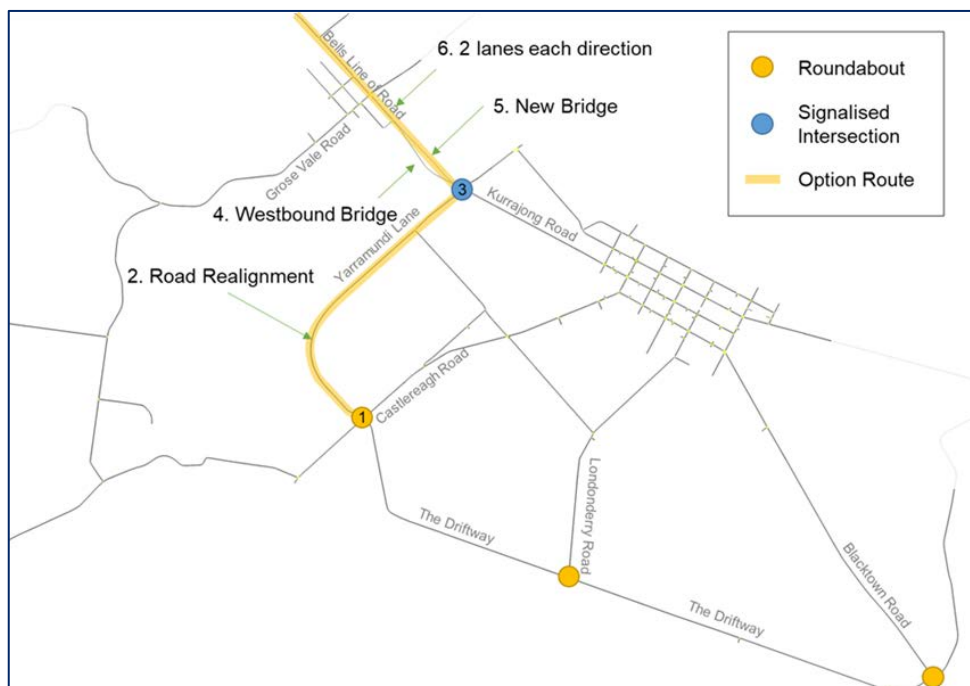 Bells Line of Road
6. 2 lanes each direction
5. New Bridge
Grose Vale Road
4. Westbound Bridge
3
Kurrajong Road
Yarramundi Lane
2. Road Realignment
1
Castlereagh Road
The Driftway
Londonderry Road
The Driftway
Blacktown Road
Roundabout
Signalised
Intersection
Option Route